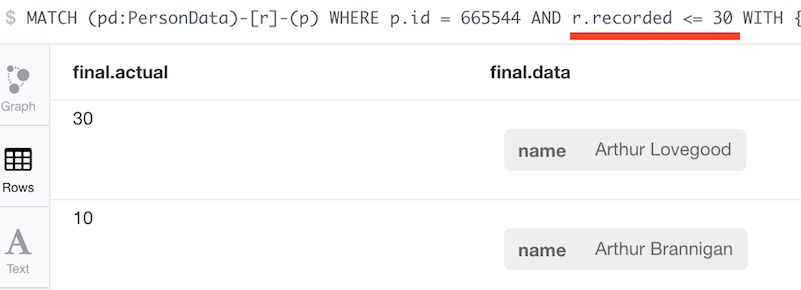 $ MATCH (pd:PersonData)-[r]-(p) WHERE p.id = 665544 AND r.recorded <= 30 WITH {
final.actual final.data
Graph
30
name Arthur Lovegood
Rows
10
name Arthur Brannigan
A
Text